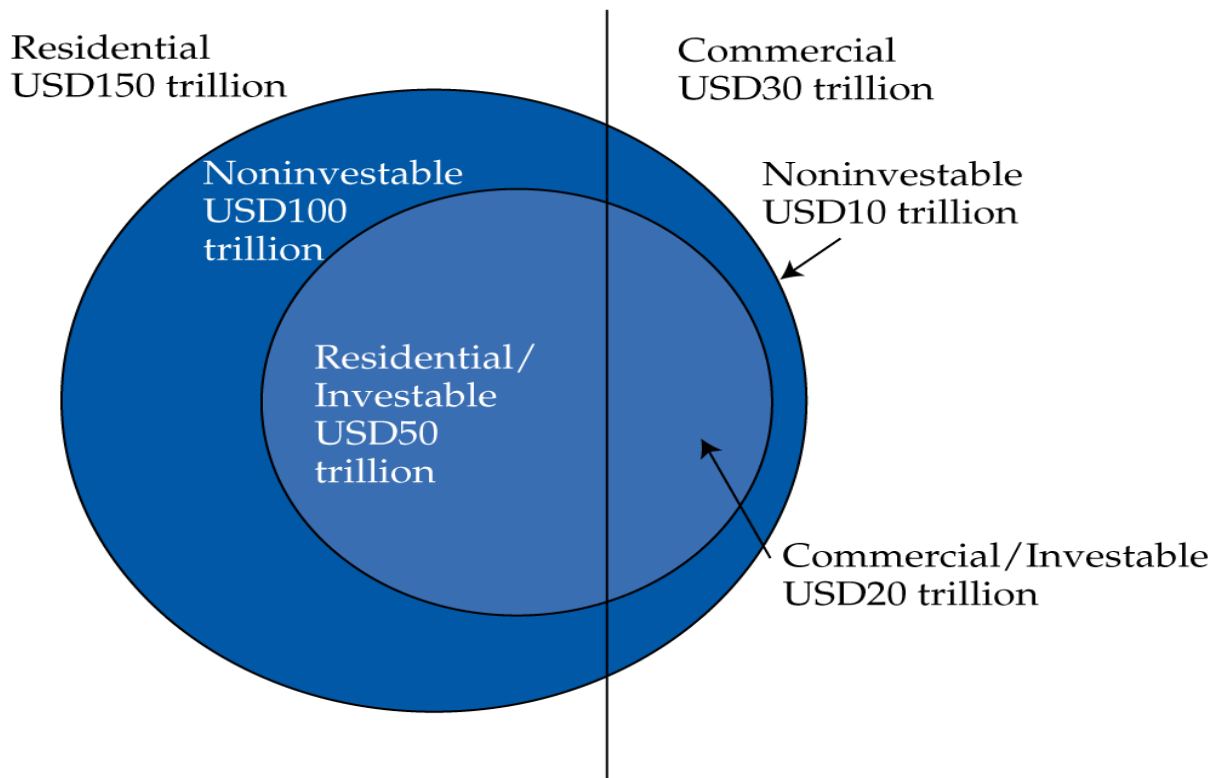 Residential
USD150 trillion
Commercial
USD30 trillion
Noninvestable
USD100
trillion
Noninvestable
USD10 trillion
Residential/
Investable
USD50
trillion
Commercial/Investable
USD20 trillion